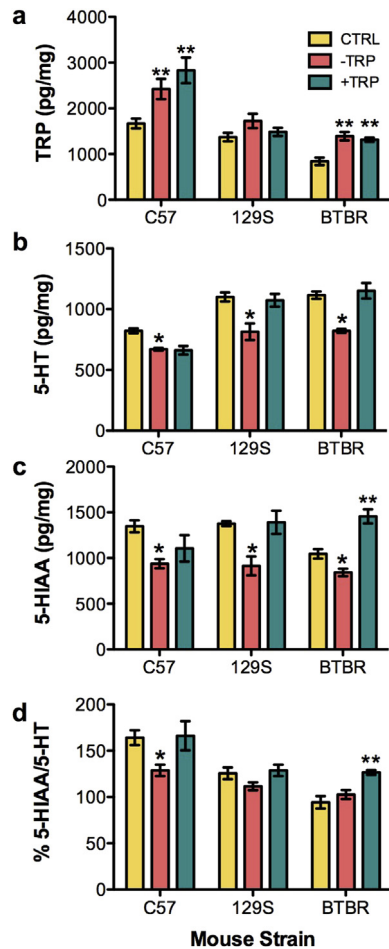 a
CTRL
-TRP
+TRP
TRP
(pg/mg)
4000
3000
2000
1000
0
** ** ** **
C57 129S BTBR
b
5-HT (pg/mg)
1500
1000
500
0
* * *
C57 129S BTBR
c
5-HIAA (pg/mg)
2000
1500
1000
500
0
* * * **
C57 129S BTBR
d
% 5-HIAA/5-HT
200
150
100
50
0
* **
C57 129S BTBR
Mouse Strain